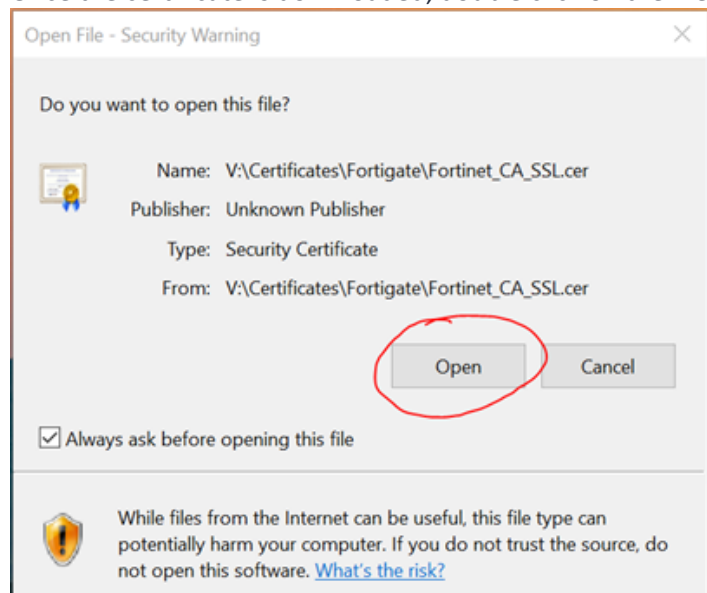 Open File - Security Warning
Do you want to open this file?
Name: V:\Certificates\Fortigate\Fortinet_CA_SSL.cer
Publisher: Unknown Publisher
Type: Security Certificate
From: V:\Certificates\Fortigate\Fortinet_CA_SSL.cer
Open Cancel
Always ask before opening this file
While files from the Internet can be useful, this file type can
potentially harm your computer. If you do not trust the source, do
not open this software. What's the risk?